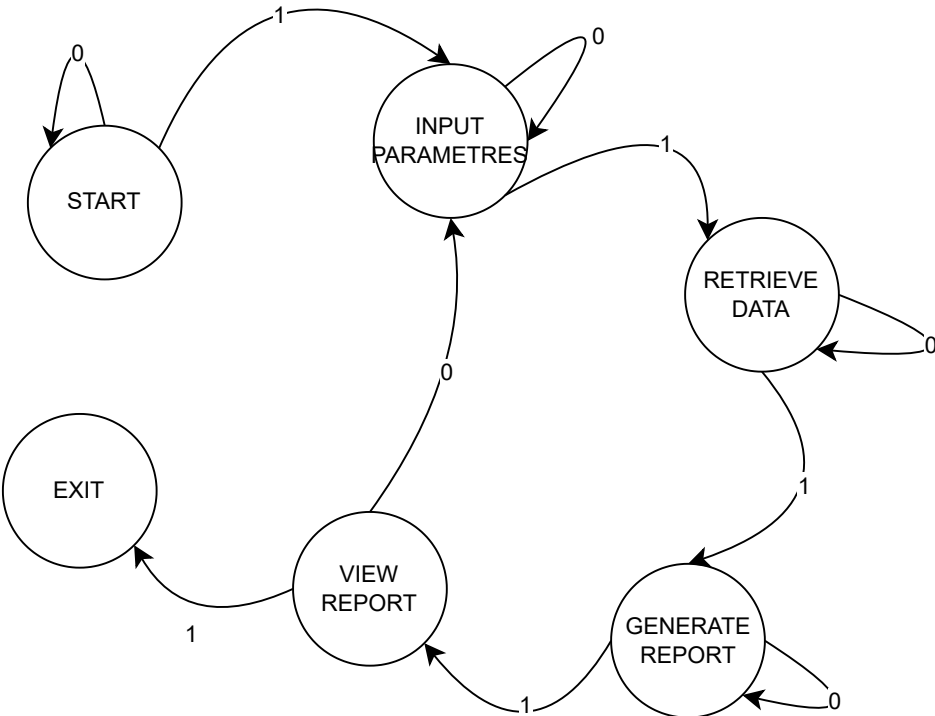 1
0
0
INPUT
PARAMETRES
1
START
RETRIEVE
DATA
0
0
EXIT
1
VIEW
REPORT
GENERATE
REPORT
1
0
1